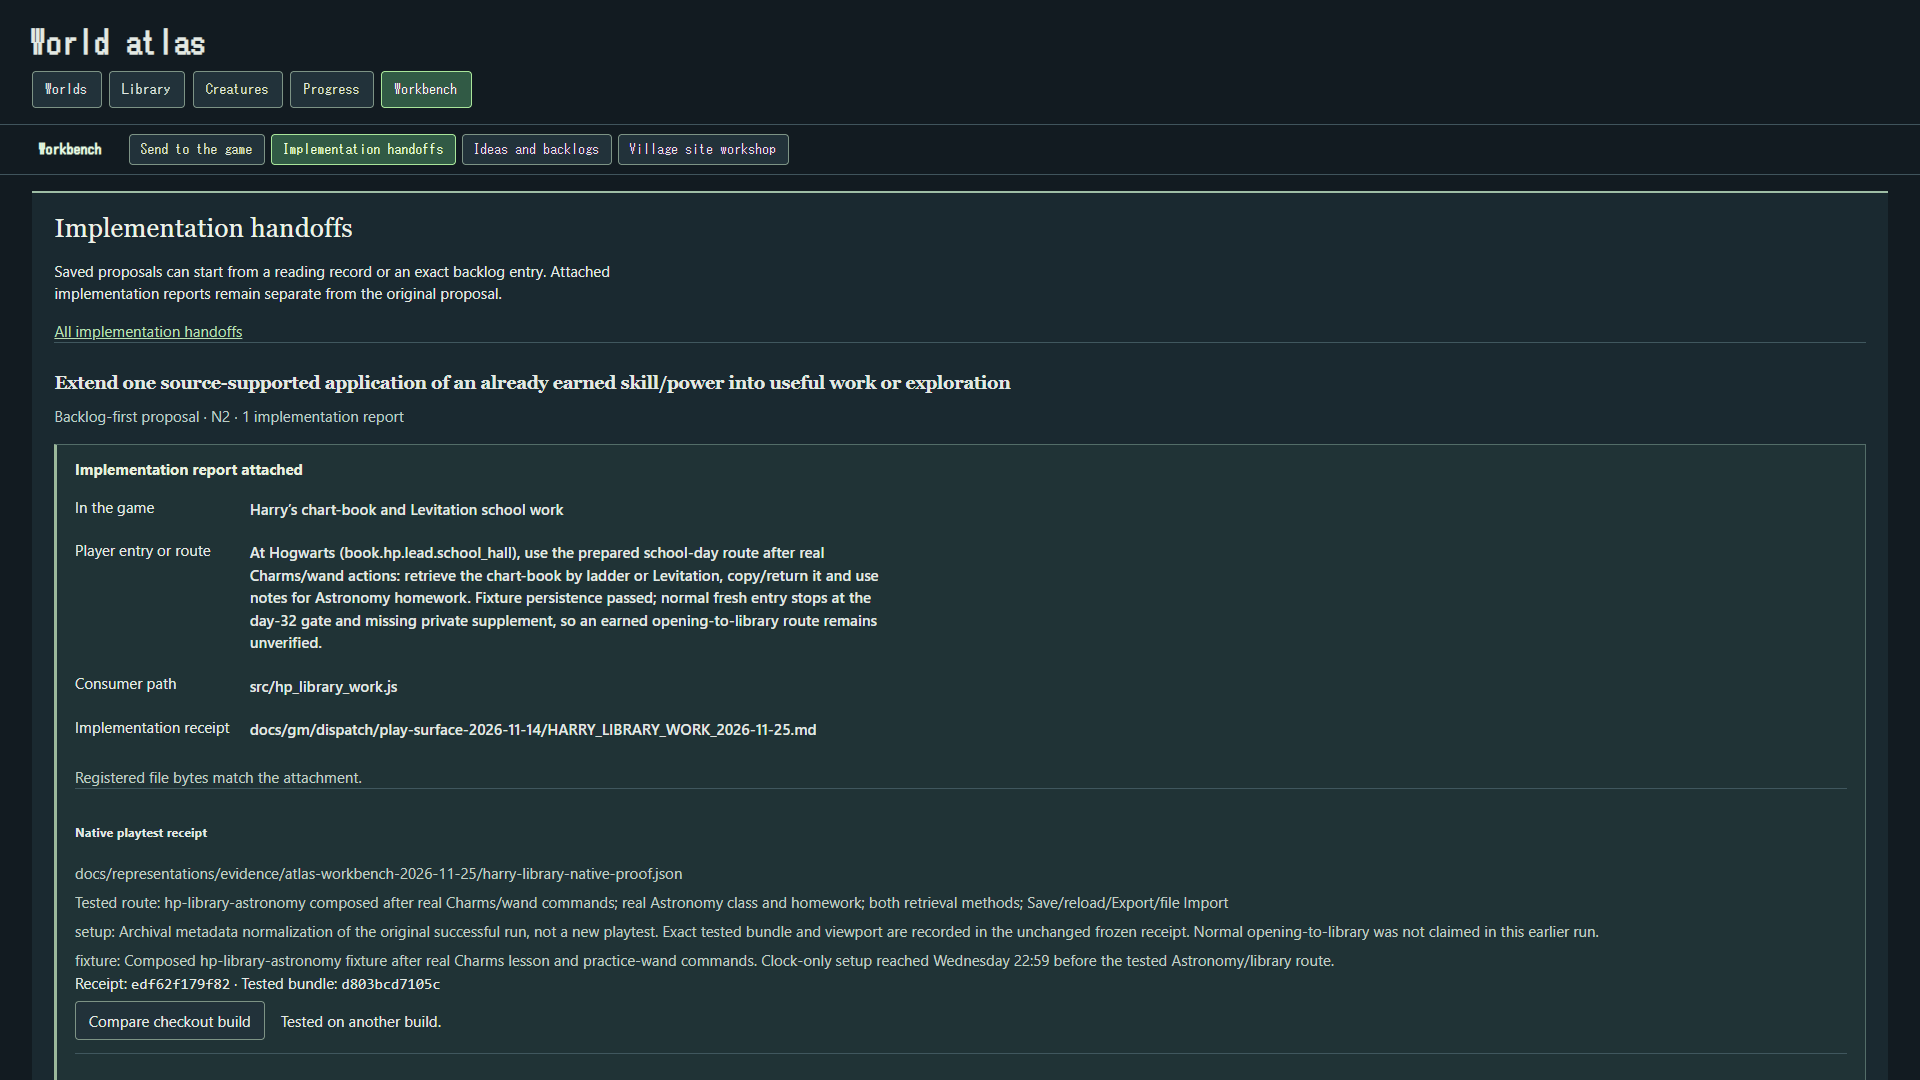 World atlas
Worlds
Library
Creatures
Progress
Workbench
Workbench
Send to the game
Implementation handoffs
Ideas and backlogs
Village site workshop
Implementation handoffs
Saved proposals can start from a reading record or an exact backlog entry. Attached
implementation reports remain separate from the original proposal.
All implementation handoffs
Extend one source-supported application of an already earned skill/power into useful work or exploration
Backlog-first proposal · N2 · 1 implementation report
Implementation report attached
In the game
Harry's chart-book and Levitation school work
Player entry or route
At Hogwarts (book.hp.lead.school_hall), use the prepared school-day route after real
Charms/wand actions: retrieve the chart-book by ladder or Levitation, copy/return it and use
notes for Astronomy homework. Fixture persistence passed; normal fresh entry stops at the
day-32 gate and missing private supplement, so an earned opening-to-library route remains
unverified.
Consumer path
src/hp_library_work.js
Implementation receipt
docs/gm/dispatch/play-surface-2026-11-14/HARRY_LIBRARY_WORK_2026-11-25.md
Registered file bytes match the attachment.
Native playtest receipt
docs/representations/evidence/atlas-workbench-2026-11-25/harry-library-native-proof.json
Tested route: hp-library-astronomy composed after real Charms/wand commands; real Astronomy class and homework; both retrieval methods; Save/reload/Export/file Import
setup: Archival metadata normalization of the original successful run, not a new playtest. Exact tested bundle and viewport are recorded in the unchanged frozen receipt. Normal opening-to-library was not claimed in this earlier run.
fixture: Composed hp-library-astronomy fixture after real Charms lesson and practice-wand commands. Clock-only setup reached Wednesday 22:59 before the tested Astronomy/library route.
Receipt: edf62f179f82 · Tested bundle: d803bcd7105c
Compare checkout build
Tested on another build.